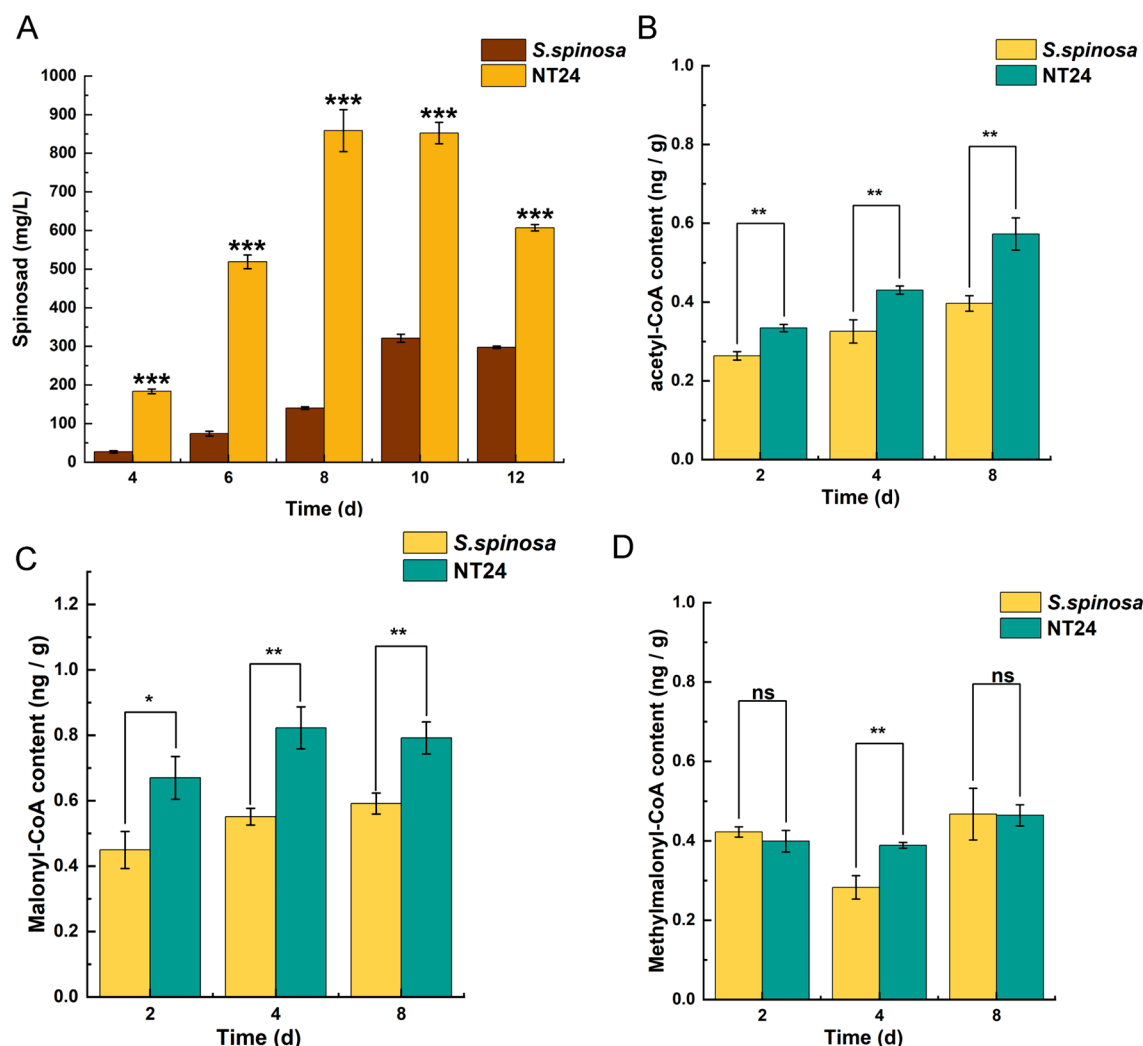 A
S.spinosa
NT24
Spinosad (mg/L)
1000
900
800
700
600
500
400
300
200
100
0
***
***
***
***
***
4
6
8
10
12
Time (d)
B
S.spinosa
NT24
acetyl-CoA content (ng / g)
1.0
0.8
0.6
0.4
0.2
0.0
**
**
**
2
4
8
Time (d)
C
S.spinosa
NT24
Malonyl-CoA content (ng / g)
1.2
1.0
0.8
0.6
0.4
0.2
0.0
*
**
**
2
4
8
Time (d)
D
S.spinosa
NT24
Methylmalonyl-CoA content (ng / g)
1.0
0.8
0.6
0.4
0.2
0.0
ns
**
ns
2
4
8
Time (d)